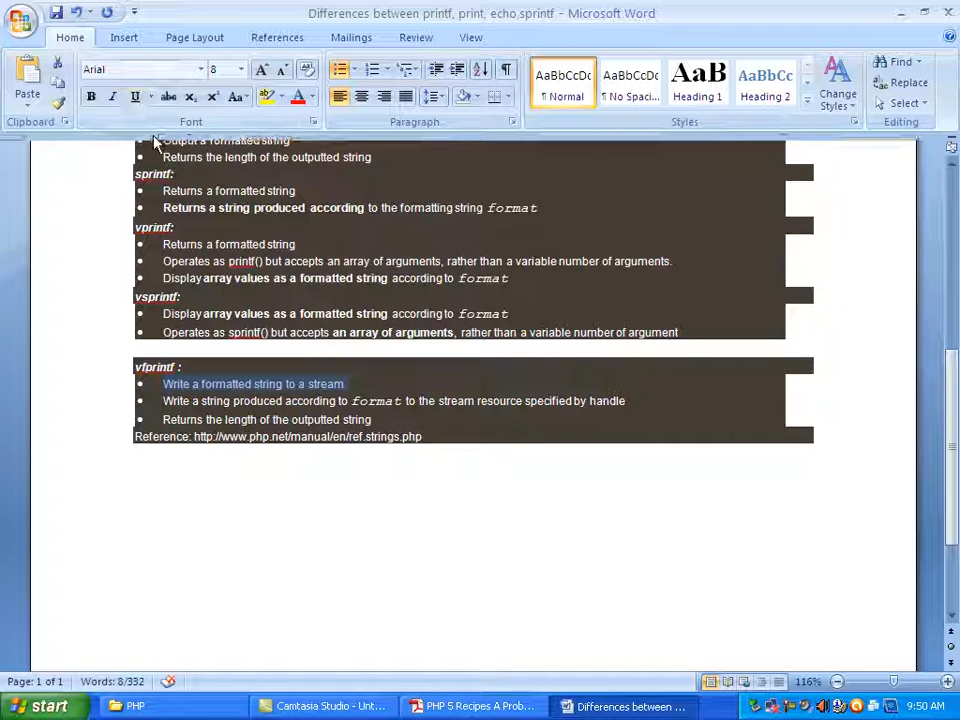 Differences between printf, print, echo,sprintf - Microsoft Word
Home Insert Page Layout References Mailings Review View
Paste
Arial 8
AaBbCcDc ¶ Normal
AaBbCcDc ¶ No Spaci...
AaB Heading 1
AaBbCc Heading 2
Change Styles
Find
Replace
Select
Clipboard Font Paragraph Styles Editing
Output a formatted string
• Returns the length of the outputted string
sprintf:
• Returns a formatted string
• Returns a string produced according to the formatting string format
vprintf:
• Returns a formatted string
• Operates as printf() but accepts an array of arguments, rather than a variable number of arguments.
• Display array values as a formatted string according to format
vsprintf:
• Display array values as a formatted string according to format
• Operates as sprintf() but accepts an array of arguments, rather than a variable number of argument
vfprintf :
• Write a formatted string to a stream
• Write a string produced according to format to the stream resource specified by handle
• Returns the length of the outputted string
Reference: http://www.php.net/manual/en/ref.strings.php
Page: 1 of 1 Words: 8/332 116%
start PHP Camtasia Studio - Unt... PHP 5 Recipes A Prob... Differences between ... 9:50 AM